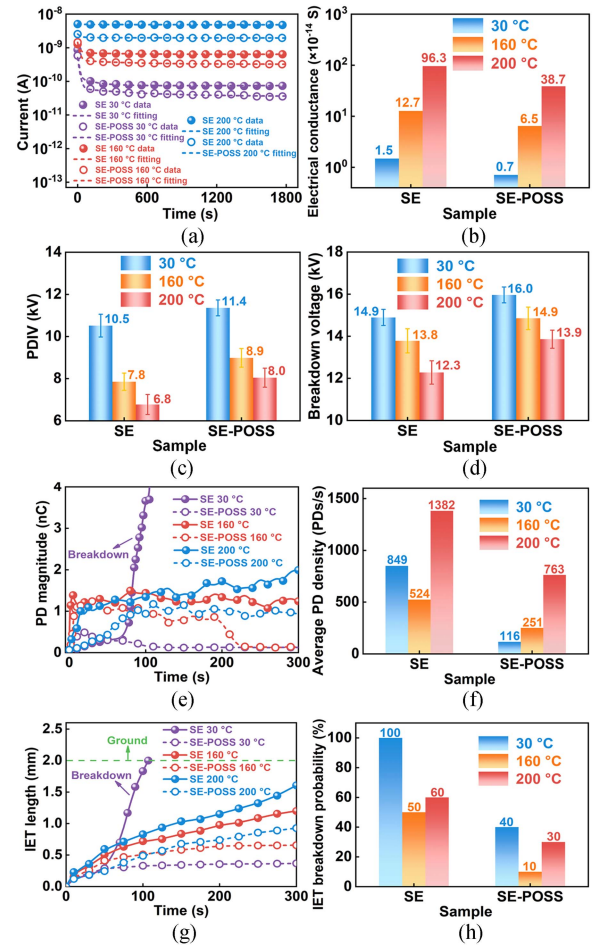 10⁻⁸
10⁻⁹
10⁻¹⁰
10⁻¹¹
10⁻¹²
10⁻¹³
Current (A)
SE 30 °C data
SE 30 °C fitting
SE-POSS 30 °C data
SE-POSS 30 °C fitting
SE 160 °C data
SE 160 °C fitting
SE-POSS 160 °C data
SE-POSS 160 °C fitting
SE 200 °C data
SE 200 °C fitting
SE 200 °C data
SE-POSS 200 °C fitting
0 600 1200 1800
Time (s)
(a)
Electrical conductance (×10⁻¹⁴ S)
10²
10¹
10⁰
30 °C
160 °C
200 °C
1.5 12.7 96.3
0.7 6.5 38.7
SE SE-POSS
Sample
(b)
PDIV (kV)
14
12
10
8
6
30 °C
160 °C
200 °C
10.5 7.8 6.8
11.4 8.9 8.0
SE SE-POSS
Sample
(c)
Breakdown voltage (kV)
18
16
14
12
10
30 °C
160 °C
200 °C
14.9 13.8 12.3
16.0 14.9 13.9
SE SE-POSS
Sample
(d)
PD magnitude (nC)
4
3
2
1
0
Breakdown
SE 30 °C
SE-POSS 30 °C
SE 160 °C
SE-POSS 160 °C
SE 200 °C
SE-POSS 200 °C
0 100 200 300
Time (s)
(e)
Average PD density (PDs/s)
1500
1000
500
0
30 °C
160 °C
200 °C
849 524 1382
116 251 763
SE SE-POSS
Sample
(f)
IET length (mm)
2.5
2.0
1.5
1.0
0.5
0.0
Ground
Breakdown
SE 30 °C
SE-POSS 30 °C
SE 160 °C
SE-POSS 160 °C
SE 200 °C
SE-POSS 200 °C
0 100 200 300
Time (s)
(g)
IET breakdown probability (%)
100
80
60
40
20
0
30 °C
160 °C
200 °C
100 50 60
40 10 30
SE SE-POSS
Sample
(h)